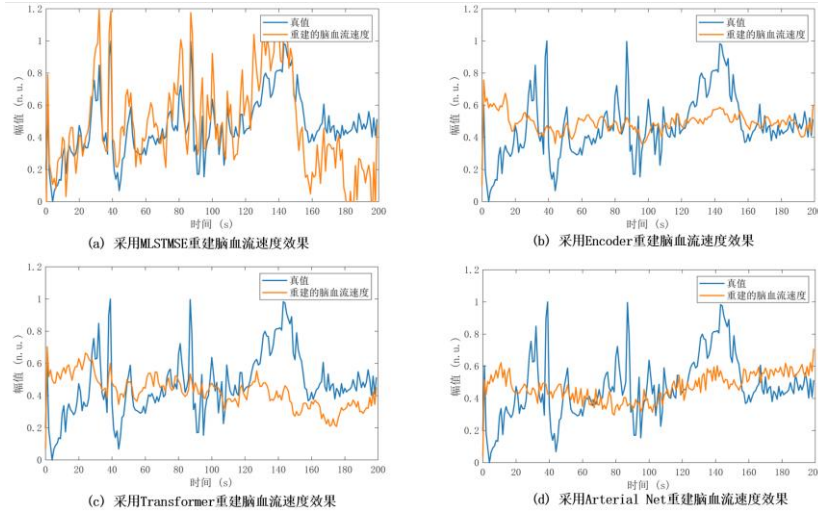 真值
重建的脑血流速度
1.2
1
0.8
0.6
0.4
0.2
0
幅值 (n.u.)
0 20 40 60 80 100 120 140 160 180 200
时间 (s)
(a) 采用MLSTMSE重建脑血流速度效果
真值
重建的脑血流速度
1.2
1
0.8
0.6
0.4
0.2
0
幅值 (n.u.)
0 20 40 60 80 100 120 140 160 180 200
时间 (s)
(b) 采用Encoder重建脑血流速度效果
真值
重建的脑血流速度
1.2
1
0.8
0.6
0.4
0.2
0
幅值 (n.u.)
0 20 40 60 80 100 120 140 160 180 200
时间 (s)
(c) 采用Transformer重建脑血流速度效果
真值
重建的脑血流速度
1.2
1
0.8
0.6
0.4
0.2
0
幅值 (n.u.)
0 20 40 60 80 100 120 140 160 180 200
时间 (s)
(d) 采用Arterial Net重建脑血流速度效果